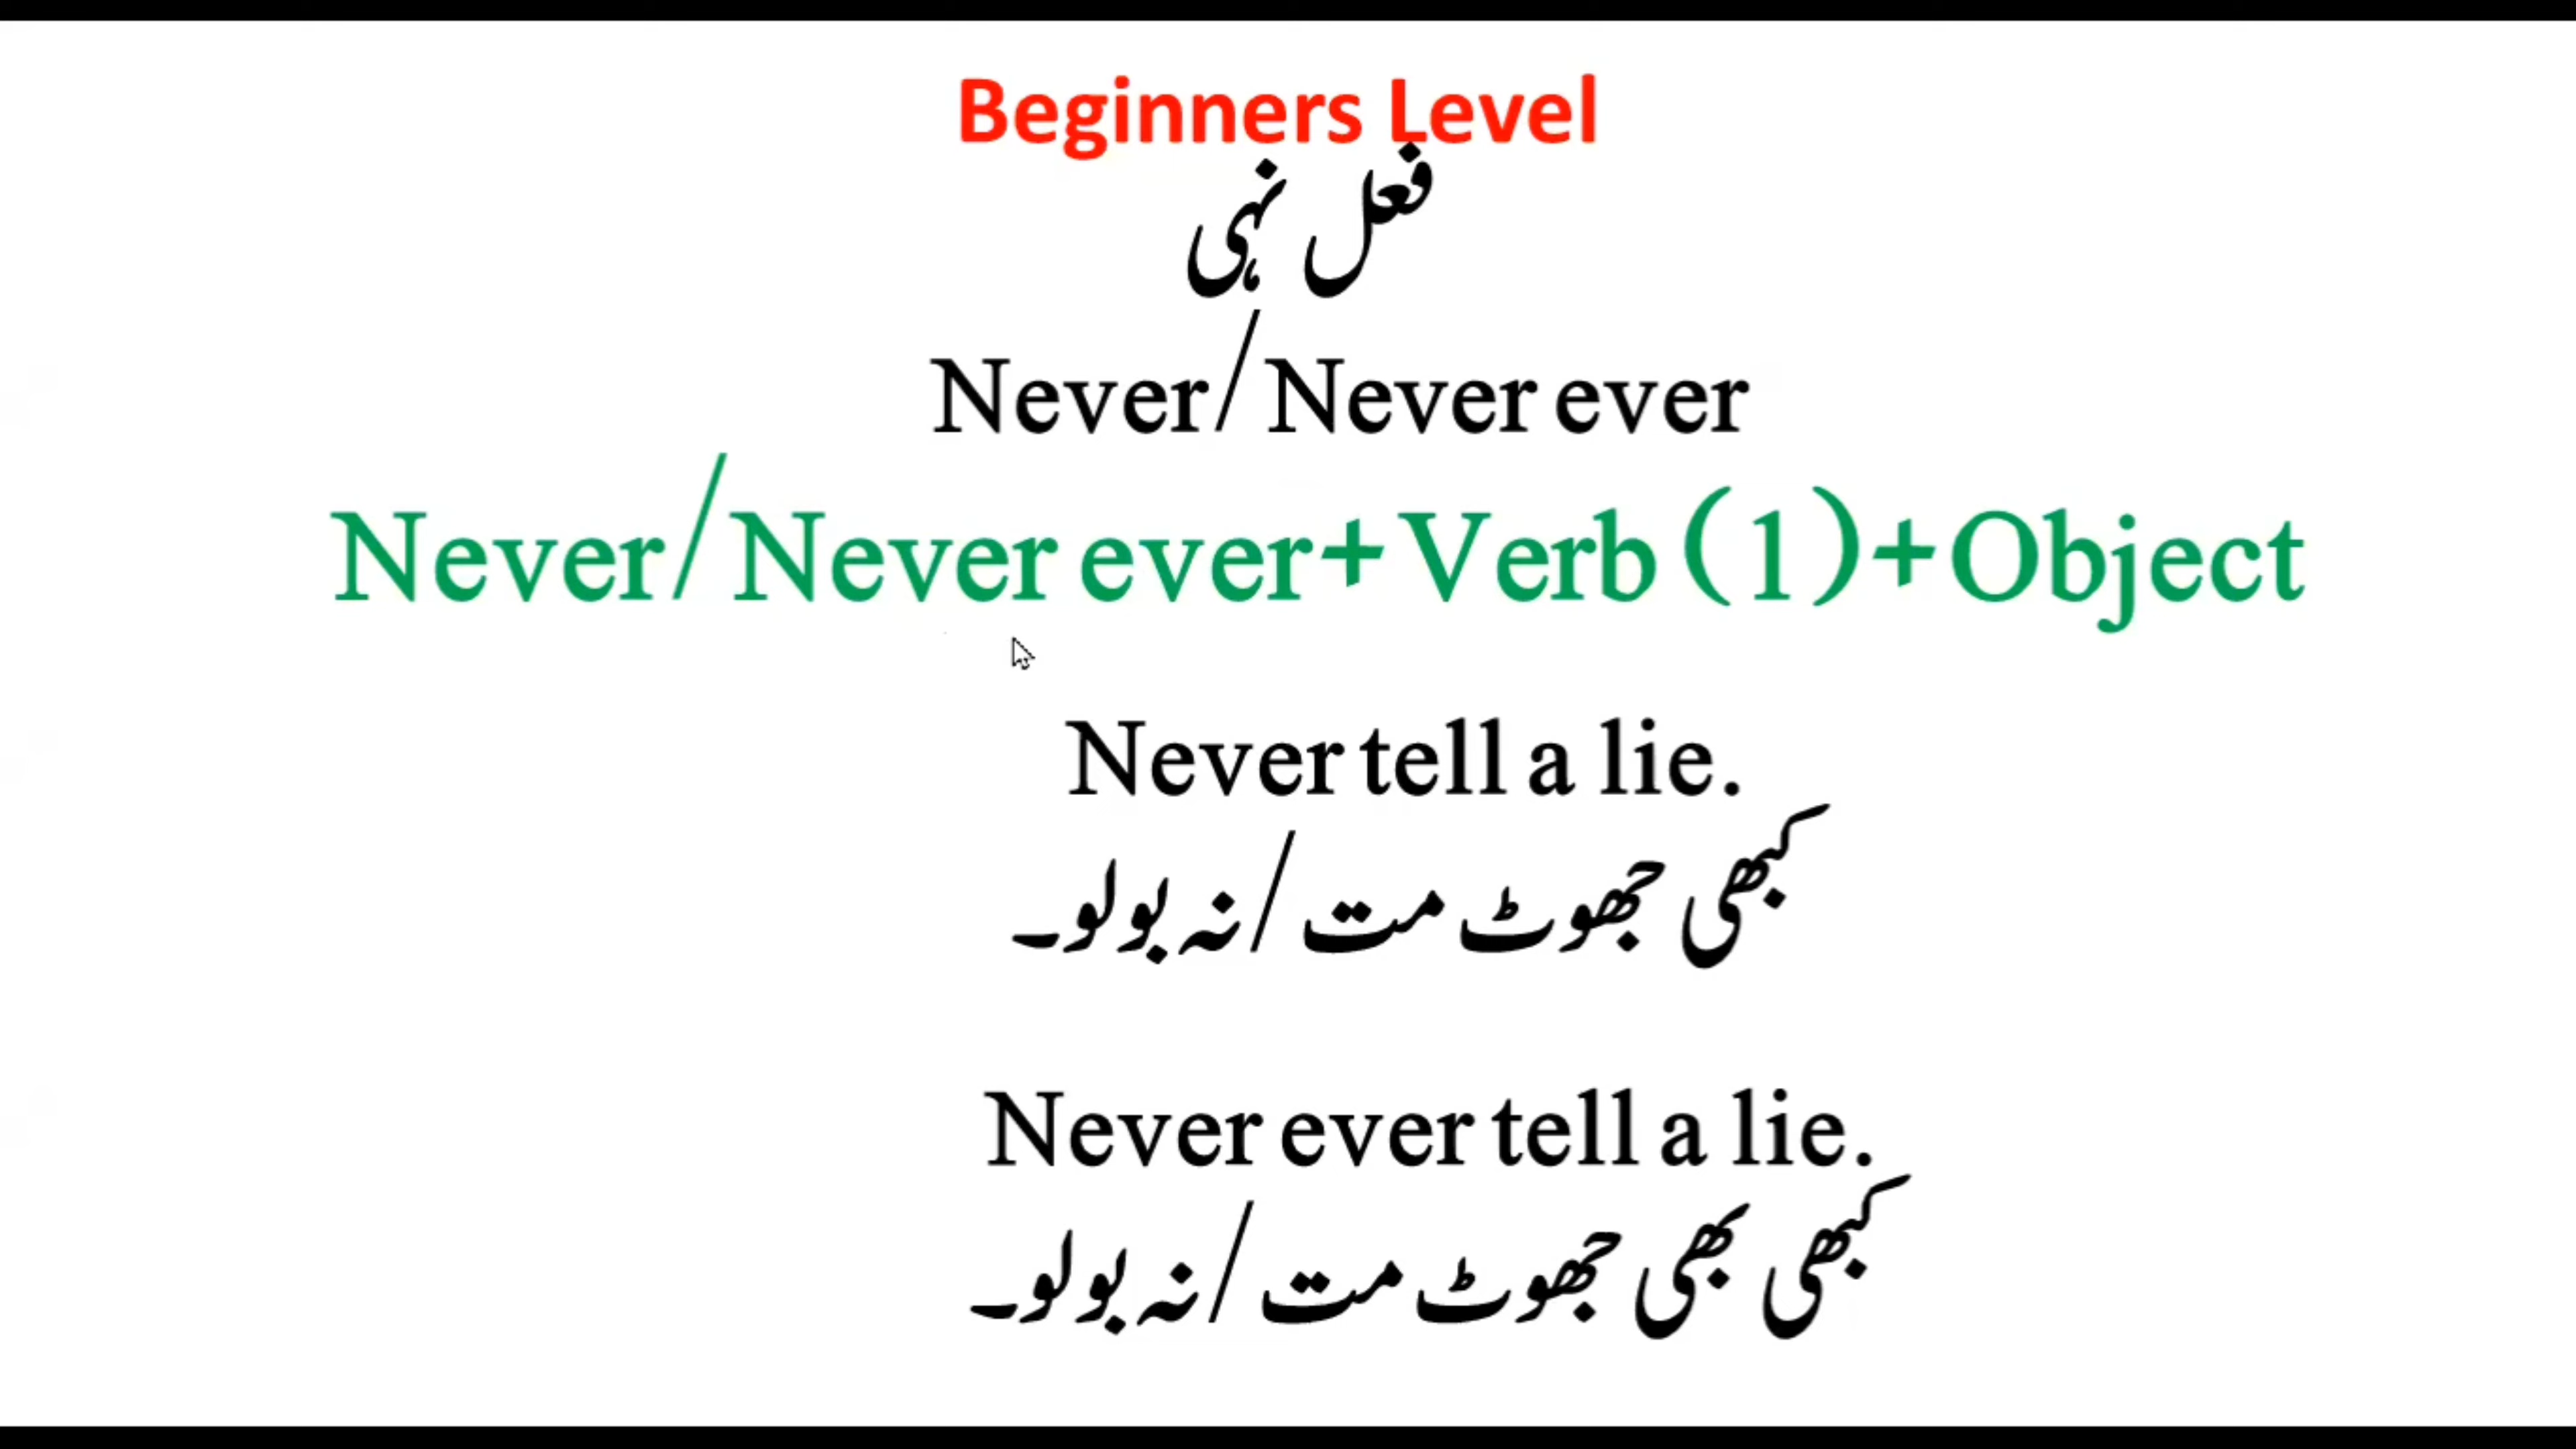 Beginners Level
فعل نہی
Never/Never ever
Never/Never ever+Verb (1)+Object
Never tell a lie.
کبھی جھوٹ مت/نہ بولو۔
Never ever tell a lie.
کبھی بھی جھوٹ مت/نہ بولو۔